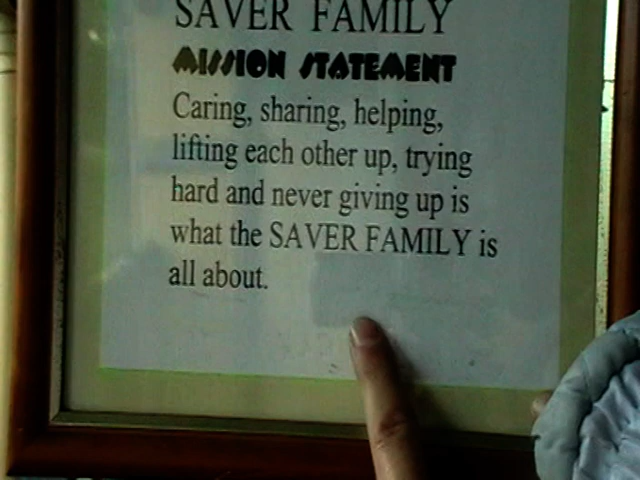 SAVER FAMILY
MISSION STATEMENT
Caring, sharing, helping,
lifting each other up, trying
hard and never giving up is
what the SAVER FAMILY is
all about.